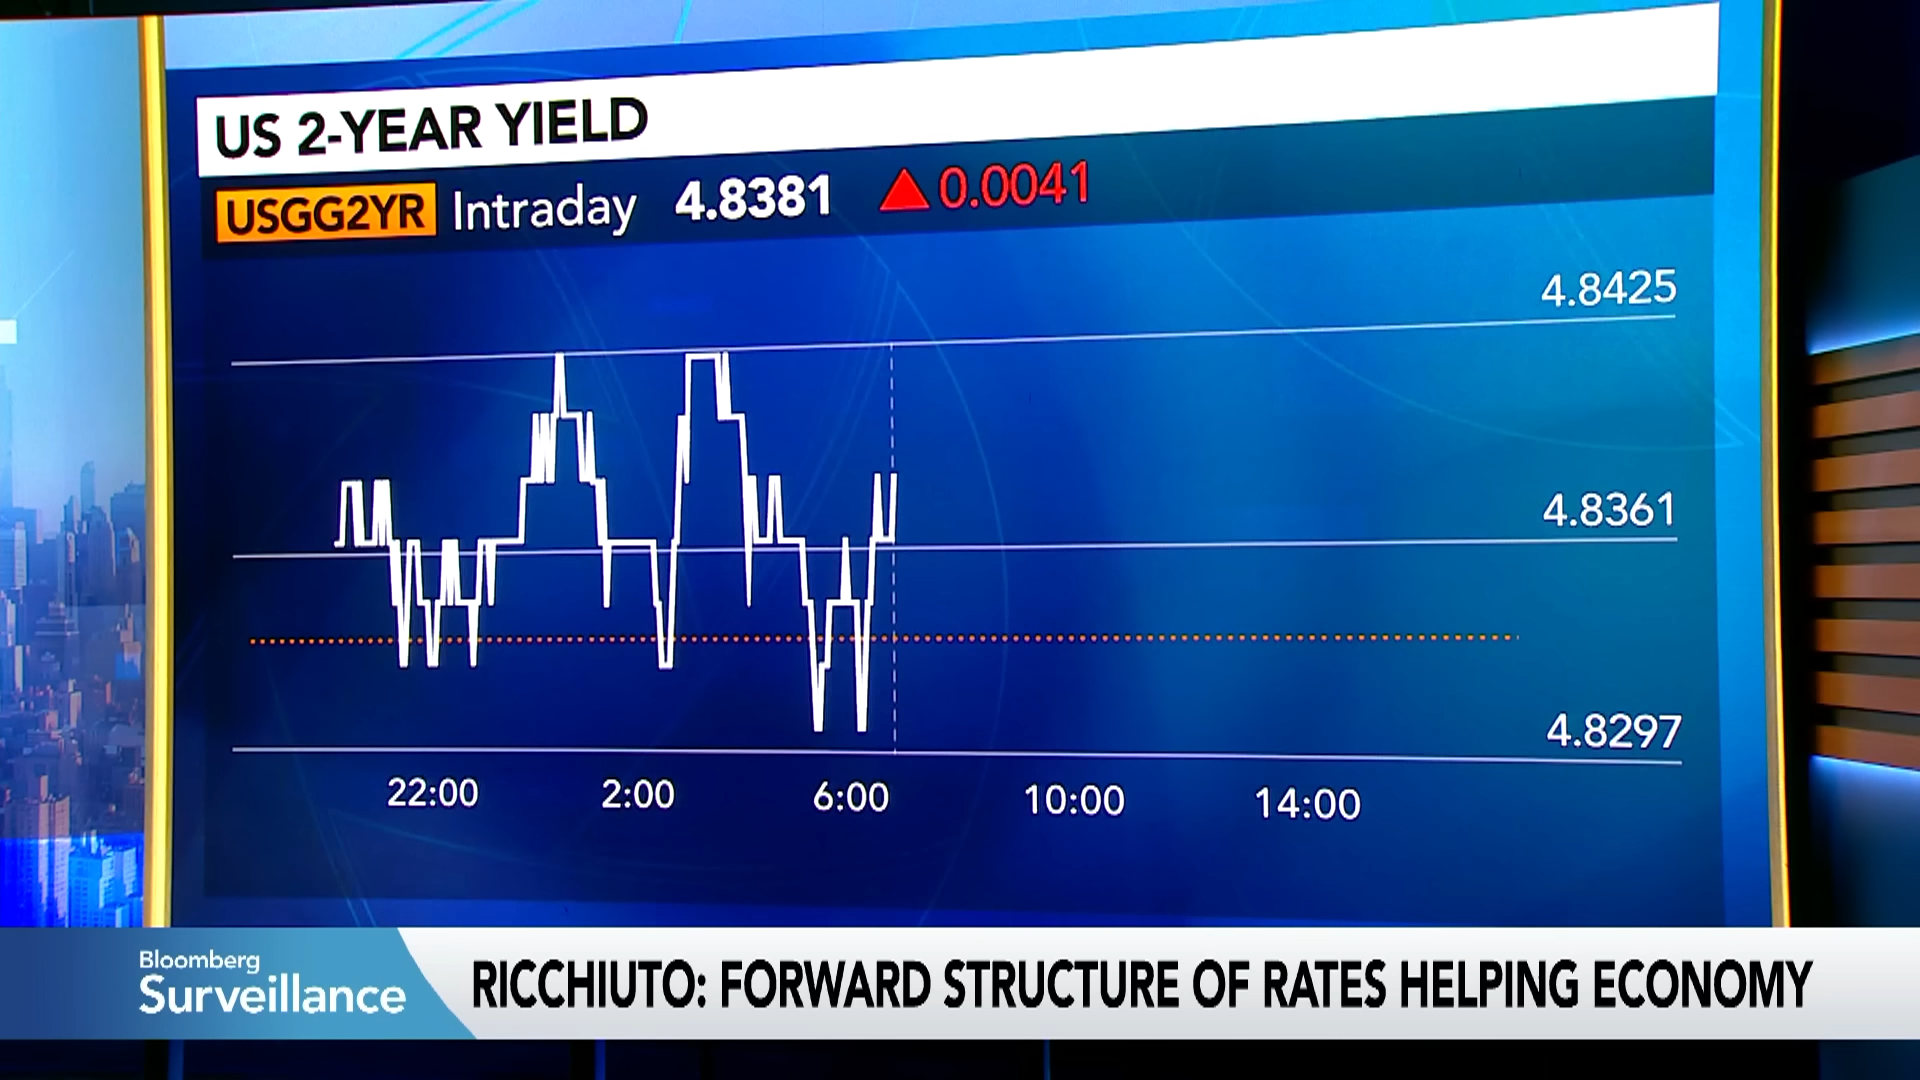 US 2-YEAR YIELD
USGG2YR Intraday 4.8381 ▲0.0041
4.8425
4.8361
4.8297
22:00 2:00 6:00 10:00 14:00
Bloomberg
Surveillance
RICCHIUTO: FORWARD STRUCTURE OF RATES HELPING ECONOMY